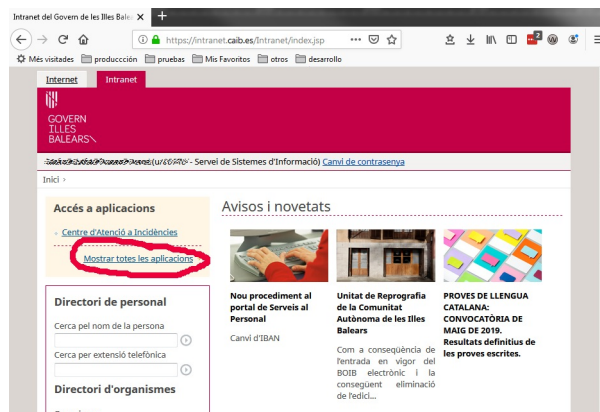 Intranet del Govern de les Illes Bale
https://intranet.caib.es/Intranet/index.jsp
Més visitades produccción pruebas Mis Favoritos otros desarrollo
2
Internet Intranet
GOVERN
ILLES
BALEARS
- Servei de Sistemes d'Informació) Canvi de contrasenya
Inici ›
Accés a aplicacions
Centre d'Atenció a Incidències
Mostrar totes les aplicacions
Directori de personal
Cerca pel nom de la persona
Cerca per extensió telefònica
Directori d'organismes
Avisos i novetats
Nou procediment al
portal de Serveis al
Personal
Canvi d'IBAN
Unitat de Reprografia
de la Comunitat
Autònoma de les Illes
Balears
Com a conseqüència de
l'entrada en vigor del
BOIB electrònic i la
consegüent eliminació
de l'edici...
PROVES DE LLENGUA
CATALANA:
CONVOCATÒRIA DE
MAIG DE 2019.
Resultats definitius de
les proves escrites.